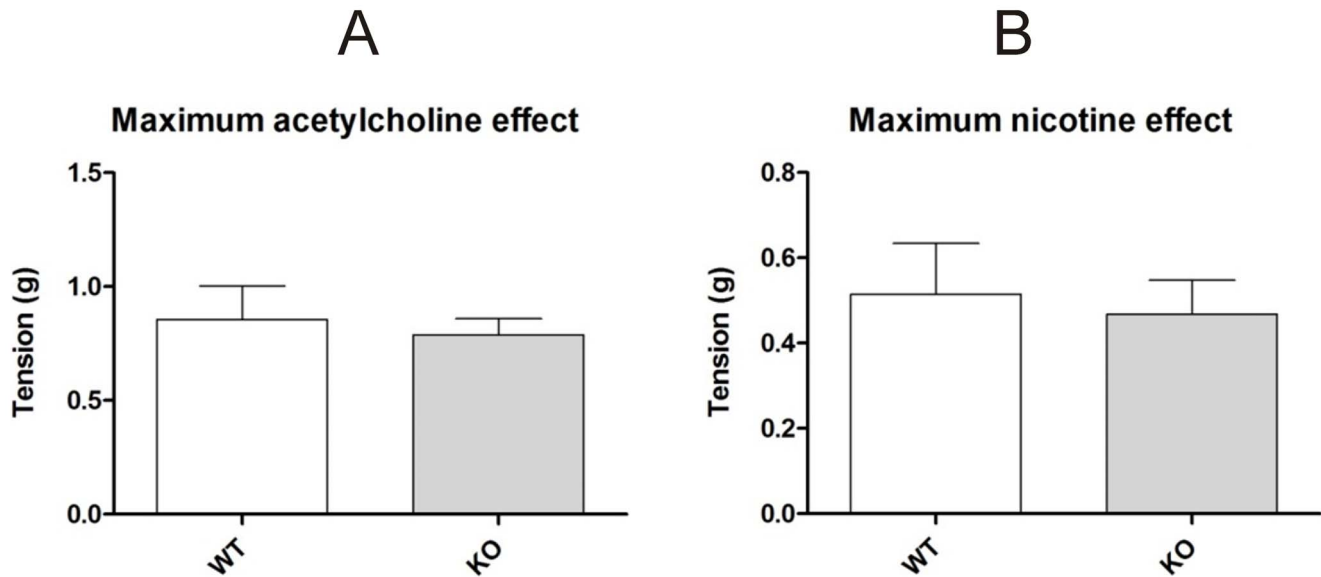 A
Maximum acetylcholine effect
Tension (g)
1.5
1.0
0.5
0.0
WT
KO
B
Maximum nicotine effect
Tension (g)
0.8
0.6
0.4
0.2
0.0
WT
KO